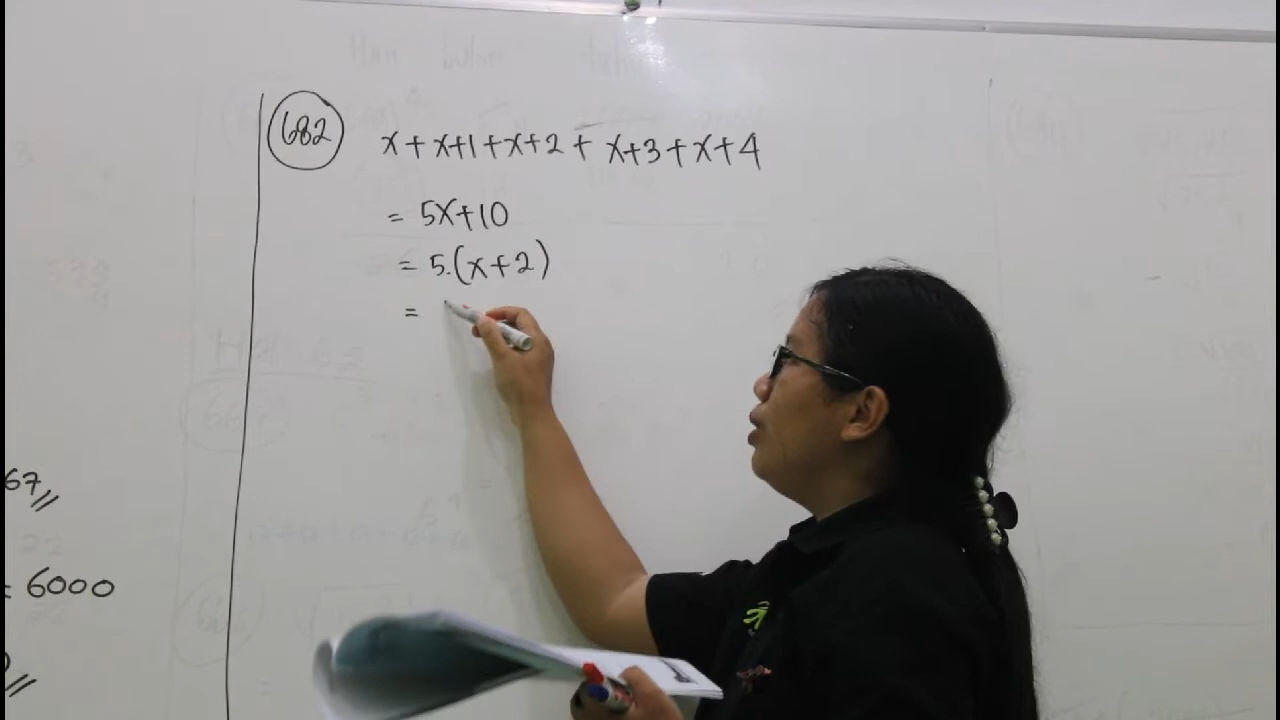 67
= 6000
682
x + x+1 + x+2 + x+3 + x+4
= 5x+10
= 5.(x+2)
=